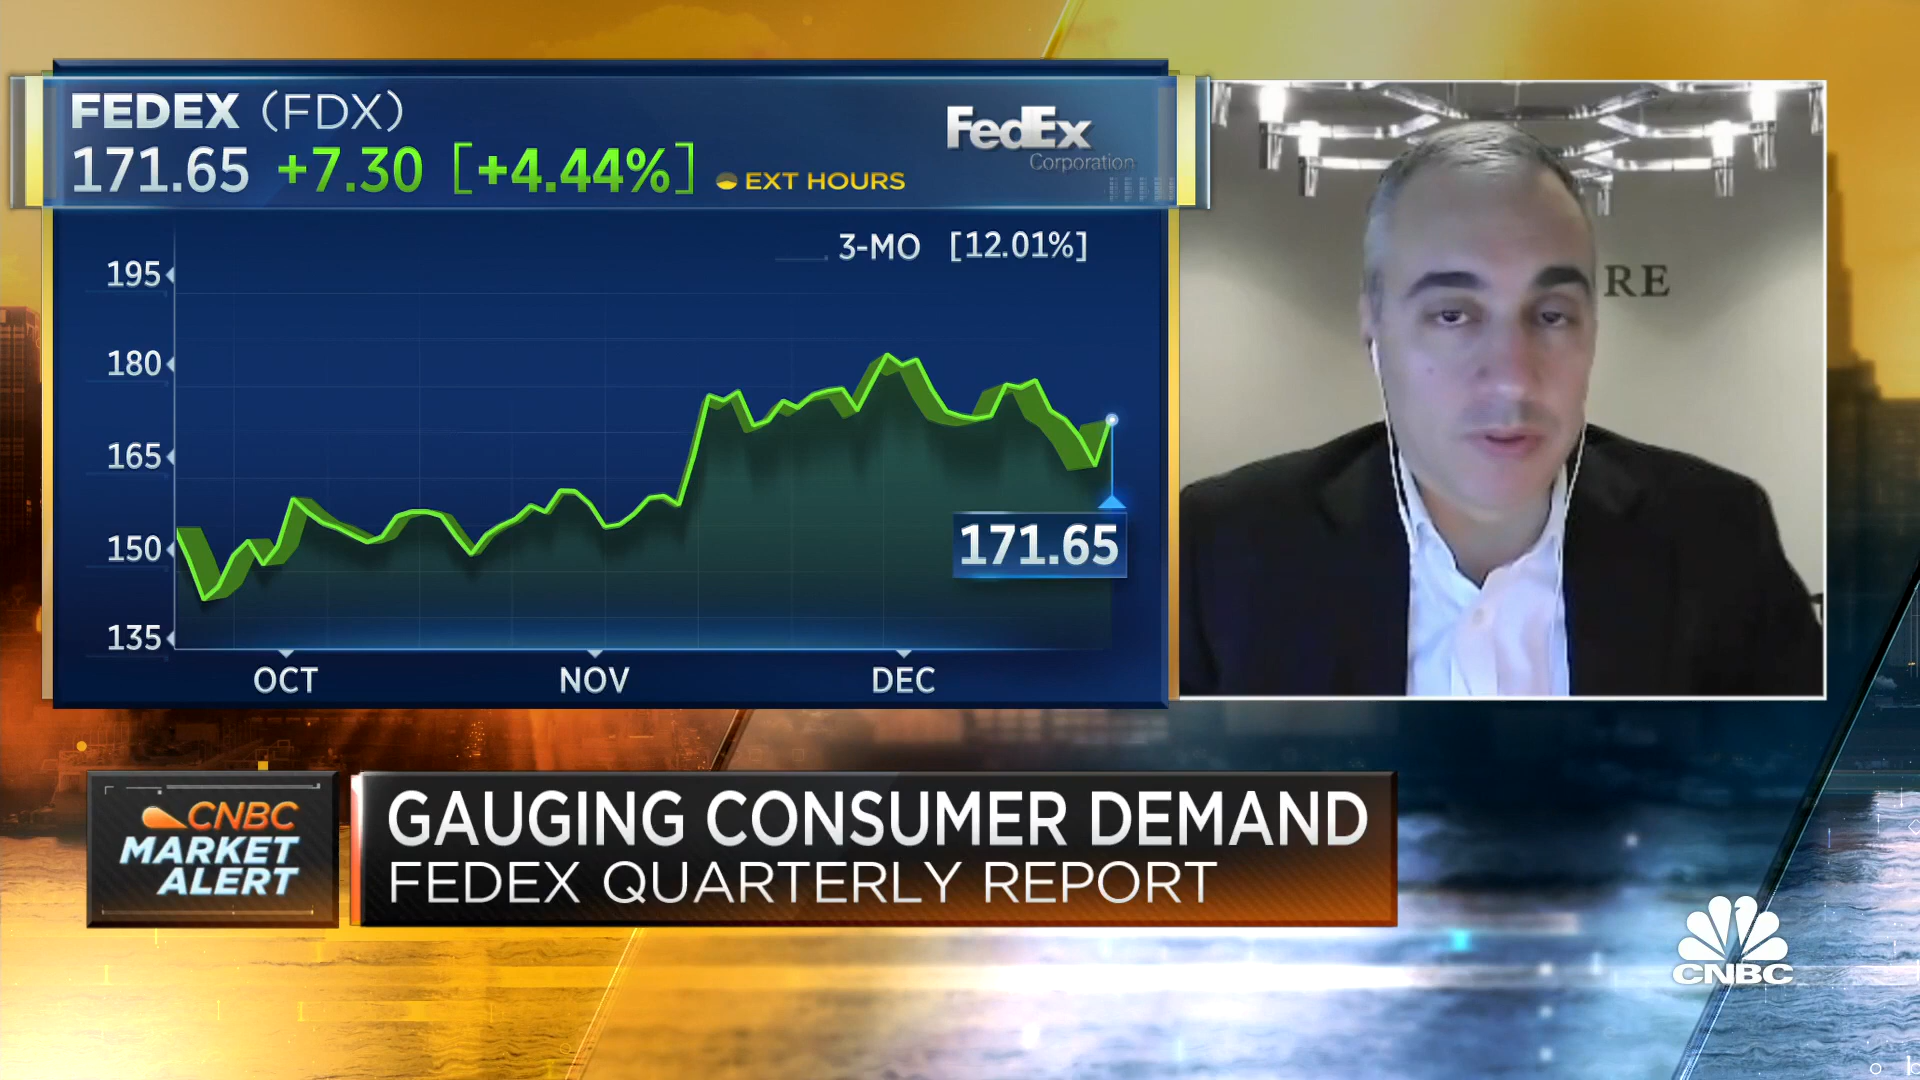 FEDEX (FDX)
171.65 +7.30 [+4.44%] EXT HOURS
FedEx
Corporation
3-MO [12.01%]
195
180
165
150
135
171.65
OCT NOV DEC
RE
CNBC
MARKET
ALERT
GAUGING CONSUMER DEMAND
FEDEX QUARTERLY REPORT
CNBC